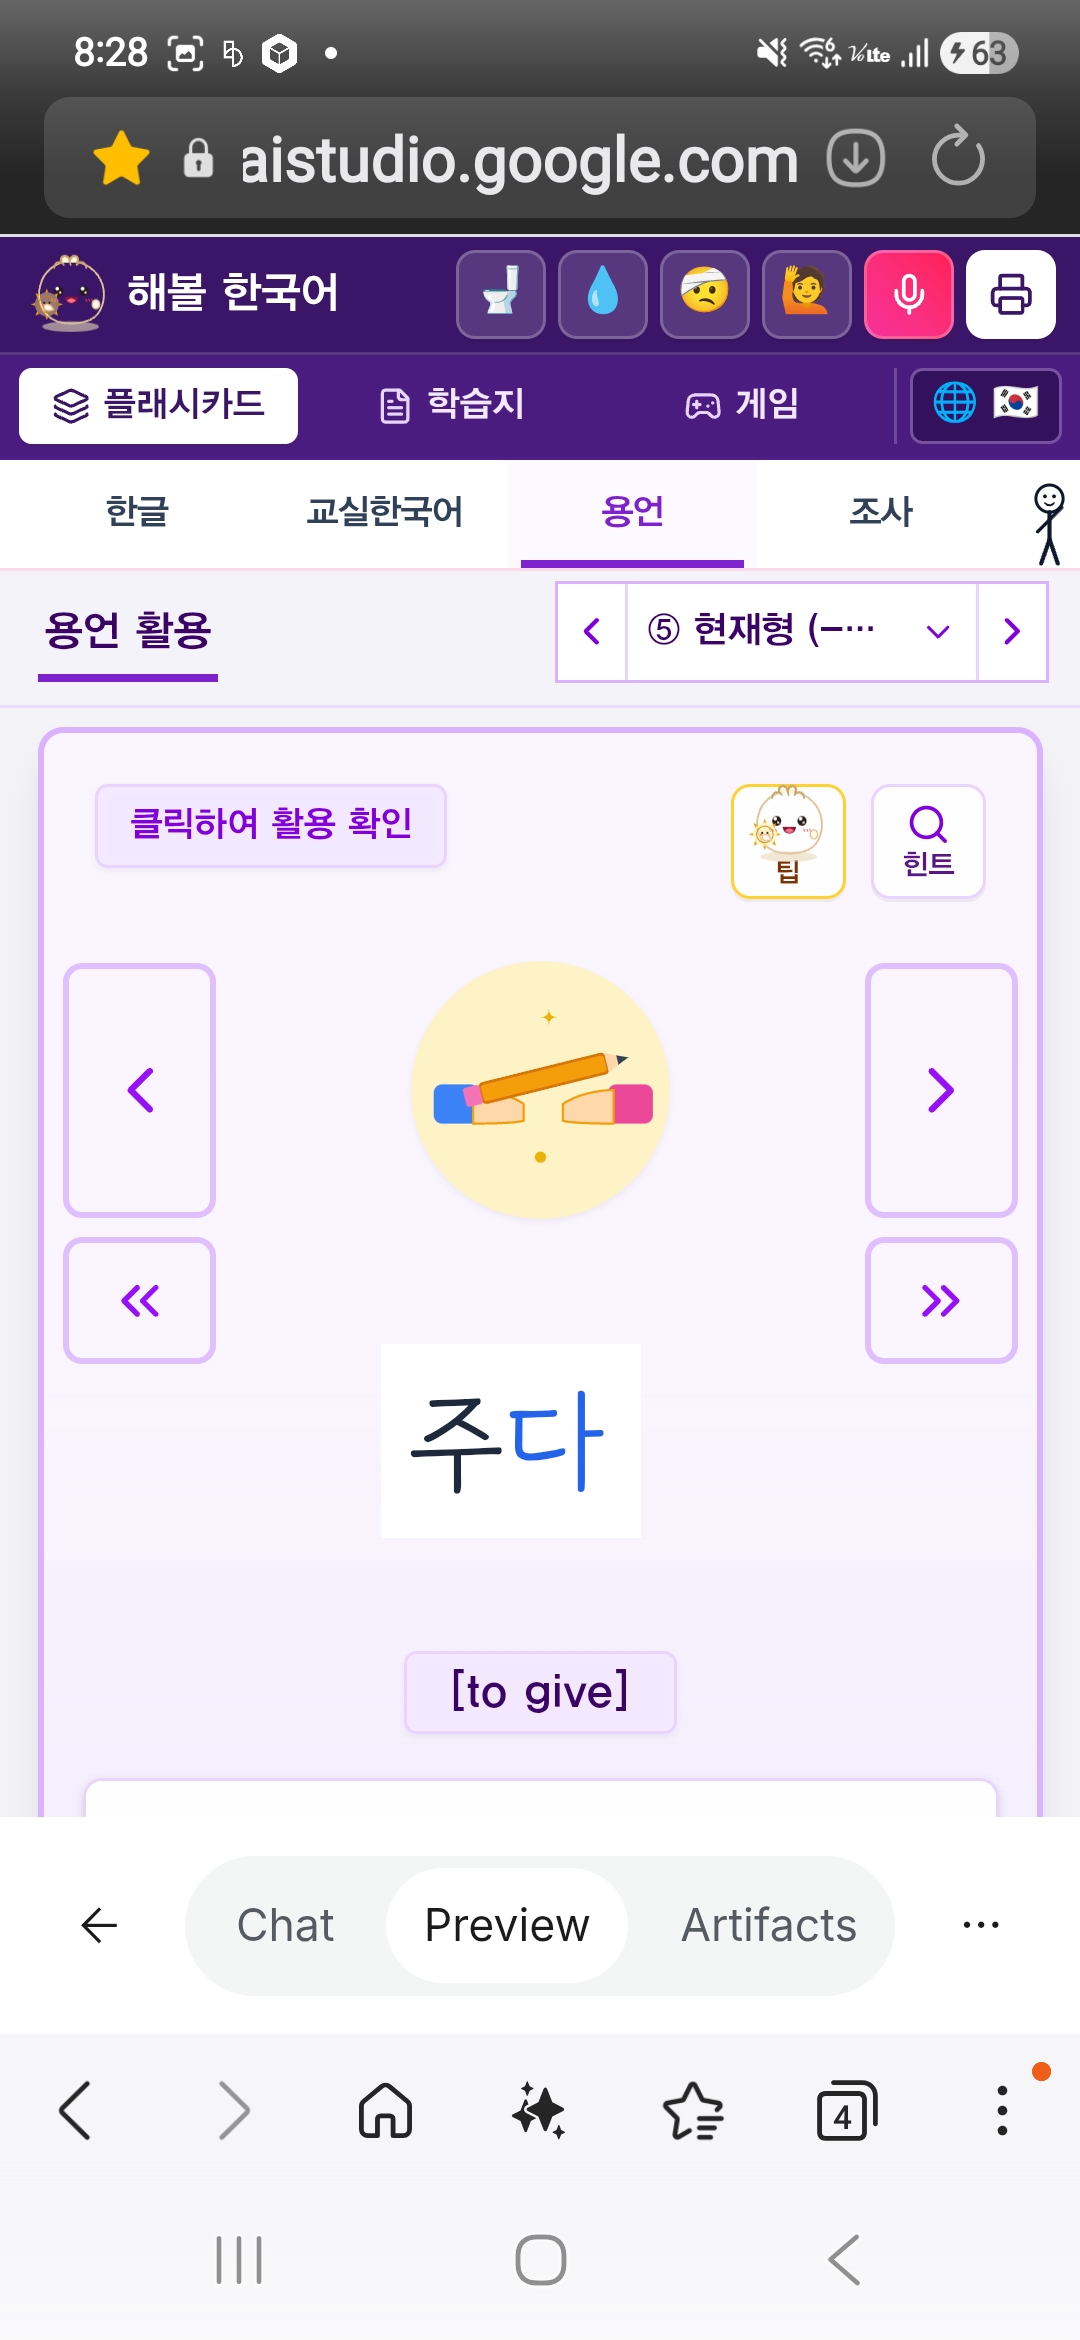 8:28
VoLte
63
aistudio.google.com
해볼 한국어
플래시카드
학습지
게임
한글
교실한국어
용언
조사
용언 활용
⑤ 현재형 (–···
클릭하여 활용 확인
팁
힌트
주다
[to give]
Chat
Preview
Artifacts
4